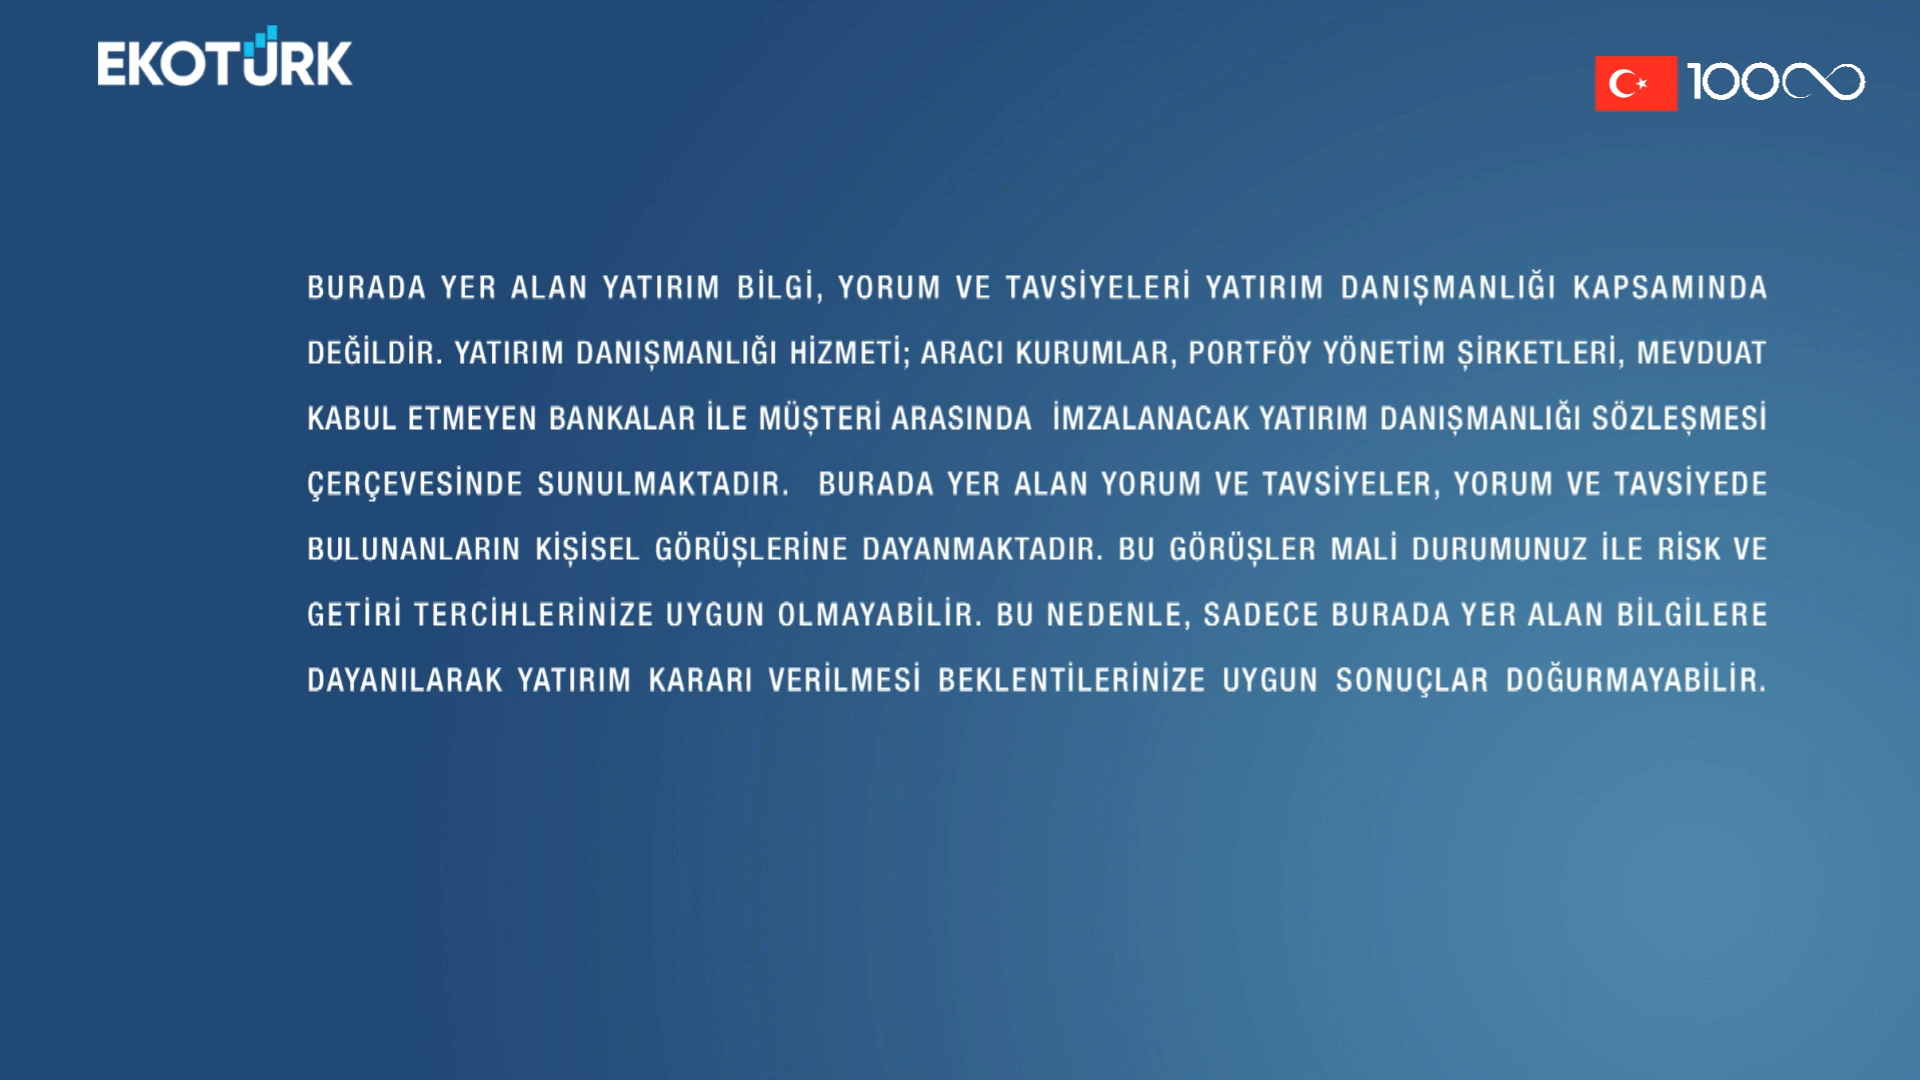 EKOTÜRK
100
BURADA YER ALAN YATIRIM BİLGİ, YORUM VE TAVSİYELERİ YATIRIM DANIŞMANLIĞI KAPSAMINDA
DEĞİLDİR. YATIRIM DANIŞMANLIĞI HİZMETİ; ARACI KURUMLAR, PORTFÖY YÖNETİM ŞİRKETLERİ, MEVDUAT
KABUL ETMEYEN BANKALAR İLE MÜŞTERİ ARASINDA İMZALANACAK YATIRIM DANIŞMANLIĞI SÖZLEŞMESİ
ÇERÇEVESİNDE SUNULMAKTADIR. BURADA YER ALAN YORUM VE TAVSİYELER, YORUM VE TAVSİYEDE
BULUNANLARIN KİŞİSEL GÖRÜŞLERİNE DAYANMAKTADIR. BU GÖRÜŞLER MALİ DURUMUNUZ İLE RİSK VE
GETİRİ TERCİHLERİNİZE UYGUN OLMAYABİLİR. BU NEDENLE, SADECE BURADA YER ALAN BİLGİLERE
DAYANILARAK YATIRIM KARARI VERİLMESİ BEKLENTİLERİNİZE UYGUN SONUÇLAR DOĞURMAYABİLİR.